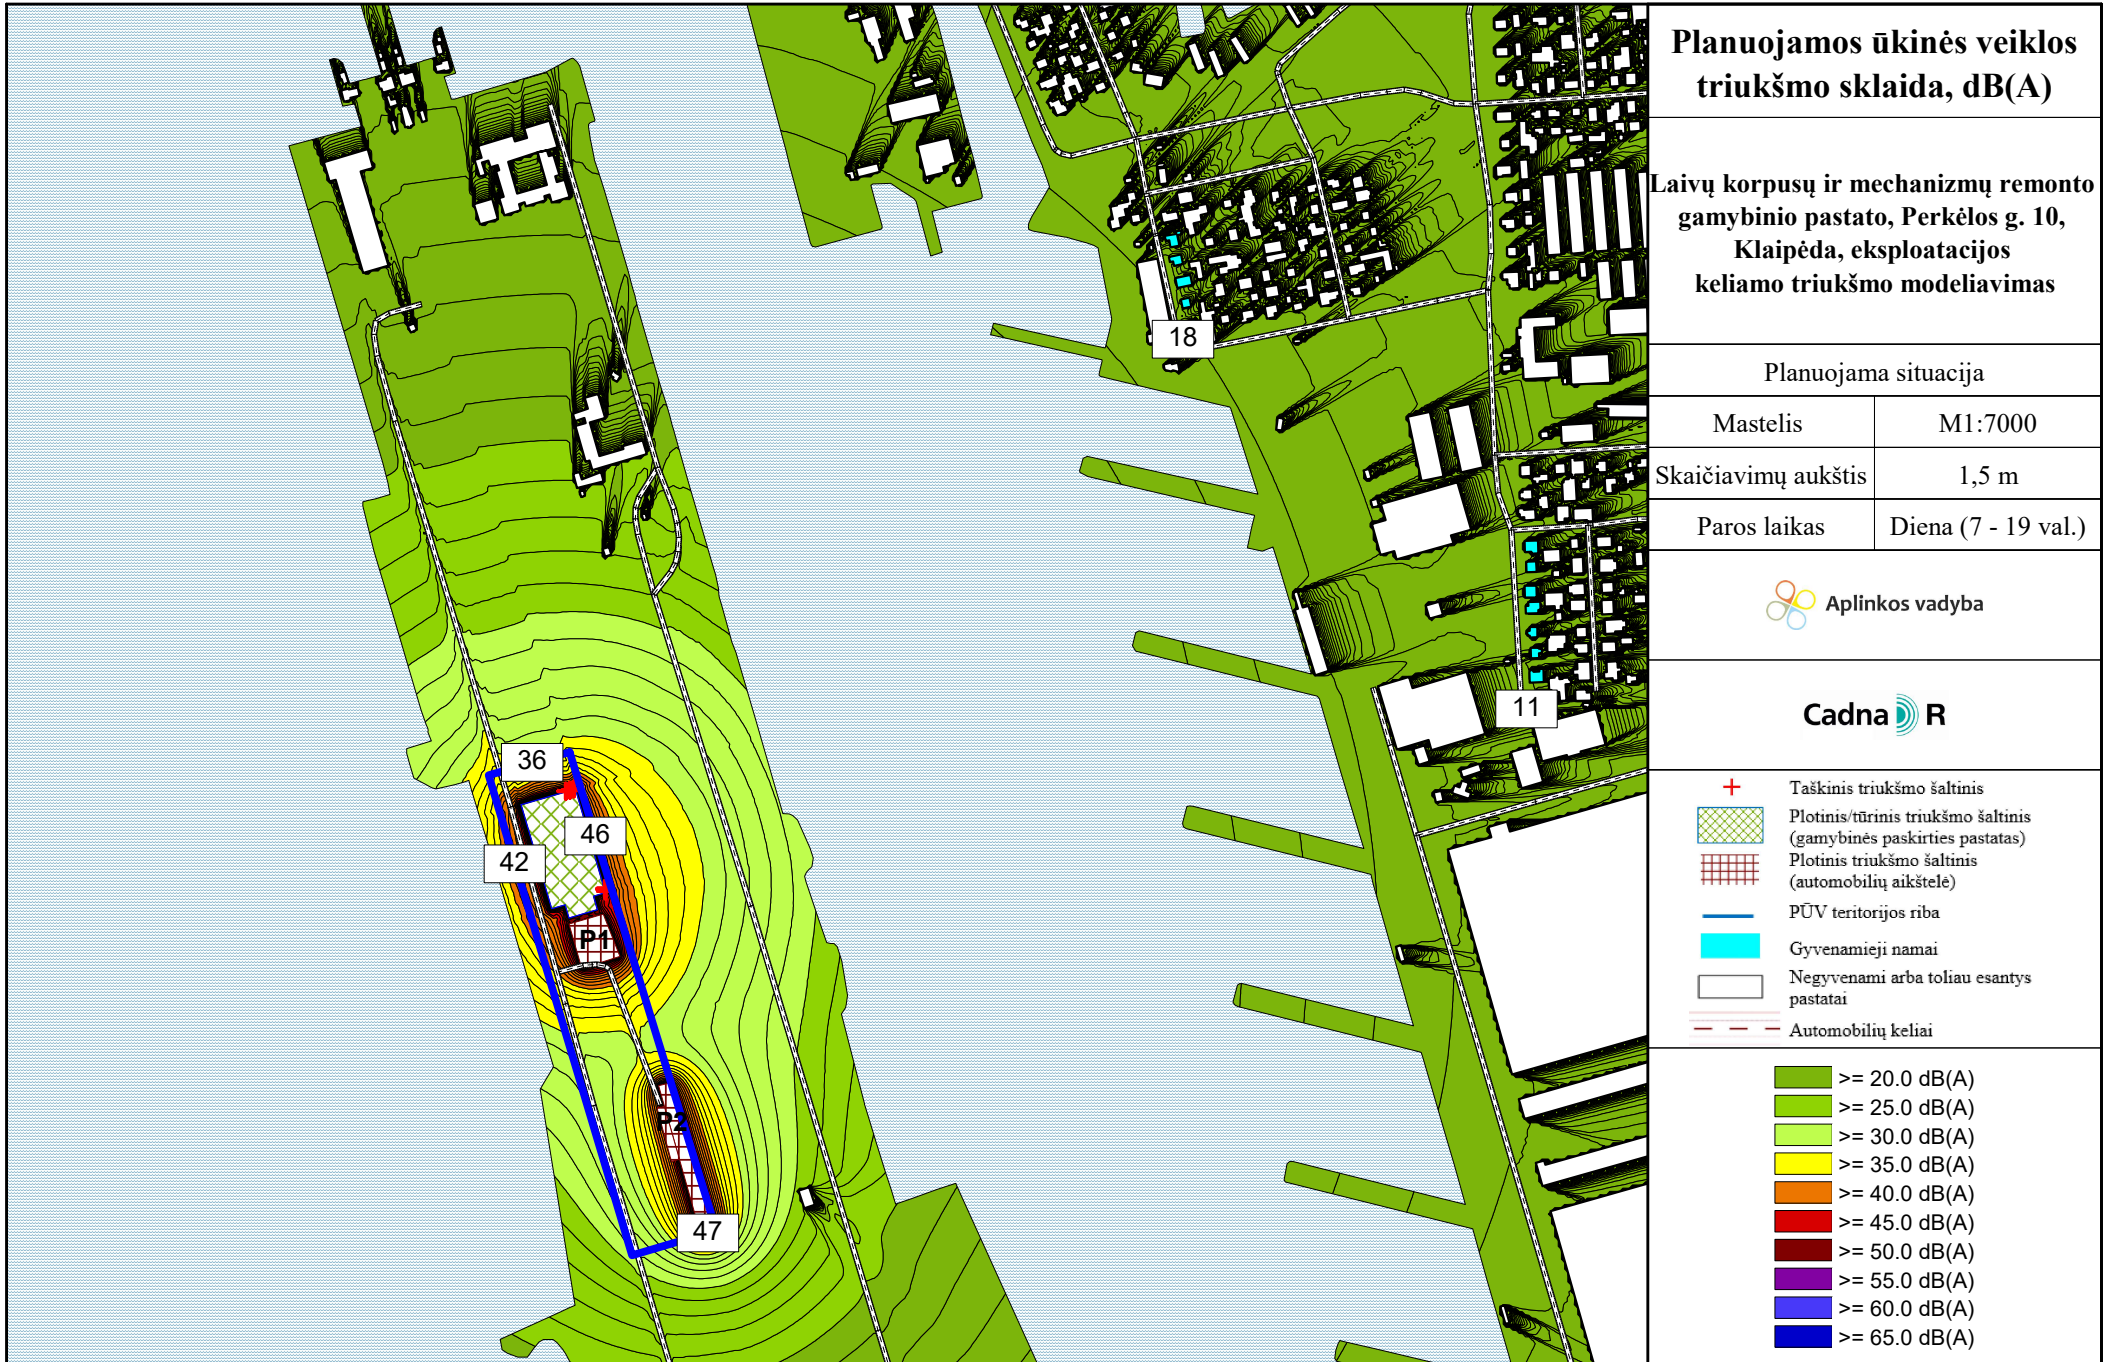 Planuojamos ūkinės veiklos
triukšmo sklaida, dB(A)
Laivų korpusų ir mechanizmų remonto
gamybinio pastato, Perkėlos g. 10,
Klaipėda, eksploatacijos
keliamo triukšmo modeliavimas
Planuojama situacija
Mastelis M1:7000
Skaičiavimų aukštis 1,5 m
Paros laikas Diena (7 - 19 val.)
Aplinkos vadyba
Cadna R
Taškinis triukšmo šaltinis
Plotinis/tūrinis triukšmo šaltinis
(gamybinės paskirties pastatas)
Plotinis triukšmo šaltinis
(automobilių aikštelė)
PŪV teritorijos riba
Gyvenamieji namai
Negyvenami arba toliau esantys
pastatai
Automobilių keliai
>= 20.0 dB(A)
>= 25.0 dB(A)
>= 30.0 dB(A)
>= 35.0 dB(A)
>= 40.0 dB(A)
>= 45.0 dB(A)
>= 50.0 dB(A)
>= 55.0 dB(A)
>= 60.0 dB(A)
>= 65.0 dB(A)
18
11
36
46
42
P1
P2
47